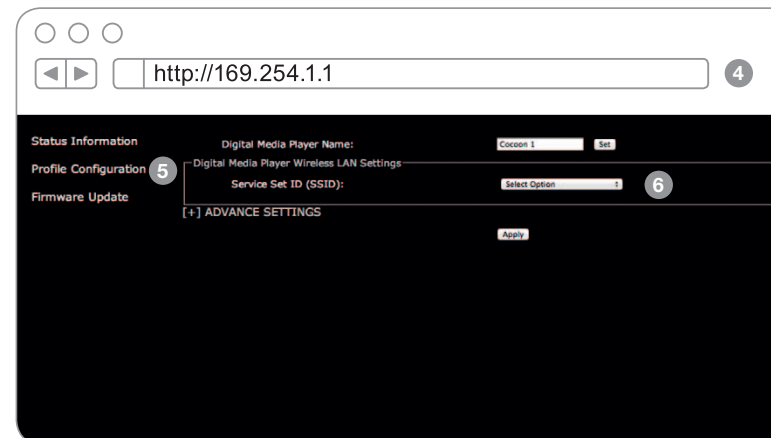 http://169.254.1.1
4
Status Information
Digital Media Player Name:
Cocoon 1
Set
Profile Configuration
5
Digital Media Player Wireless LAN Settings
Service Set ID (SSID):
Select Option
6
Firmware Update
[+] ADVANCE SETTINGS
Apply